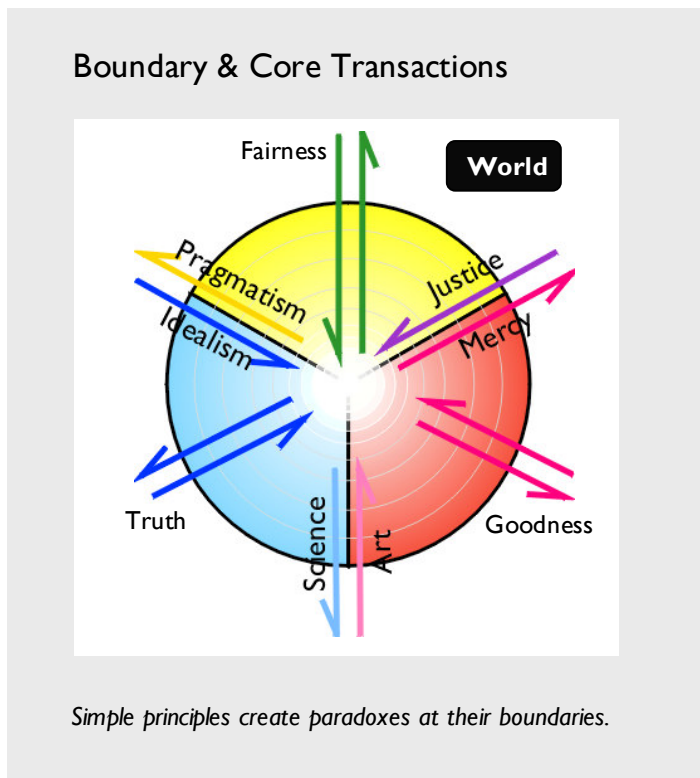 Boundary & Core Transactions
Fairness
World
Pragmatism
Justice
Idealism
Mercy
Truth
Science
Art
Goodness
Simple principles create paradoxes at their boundaries.